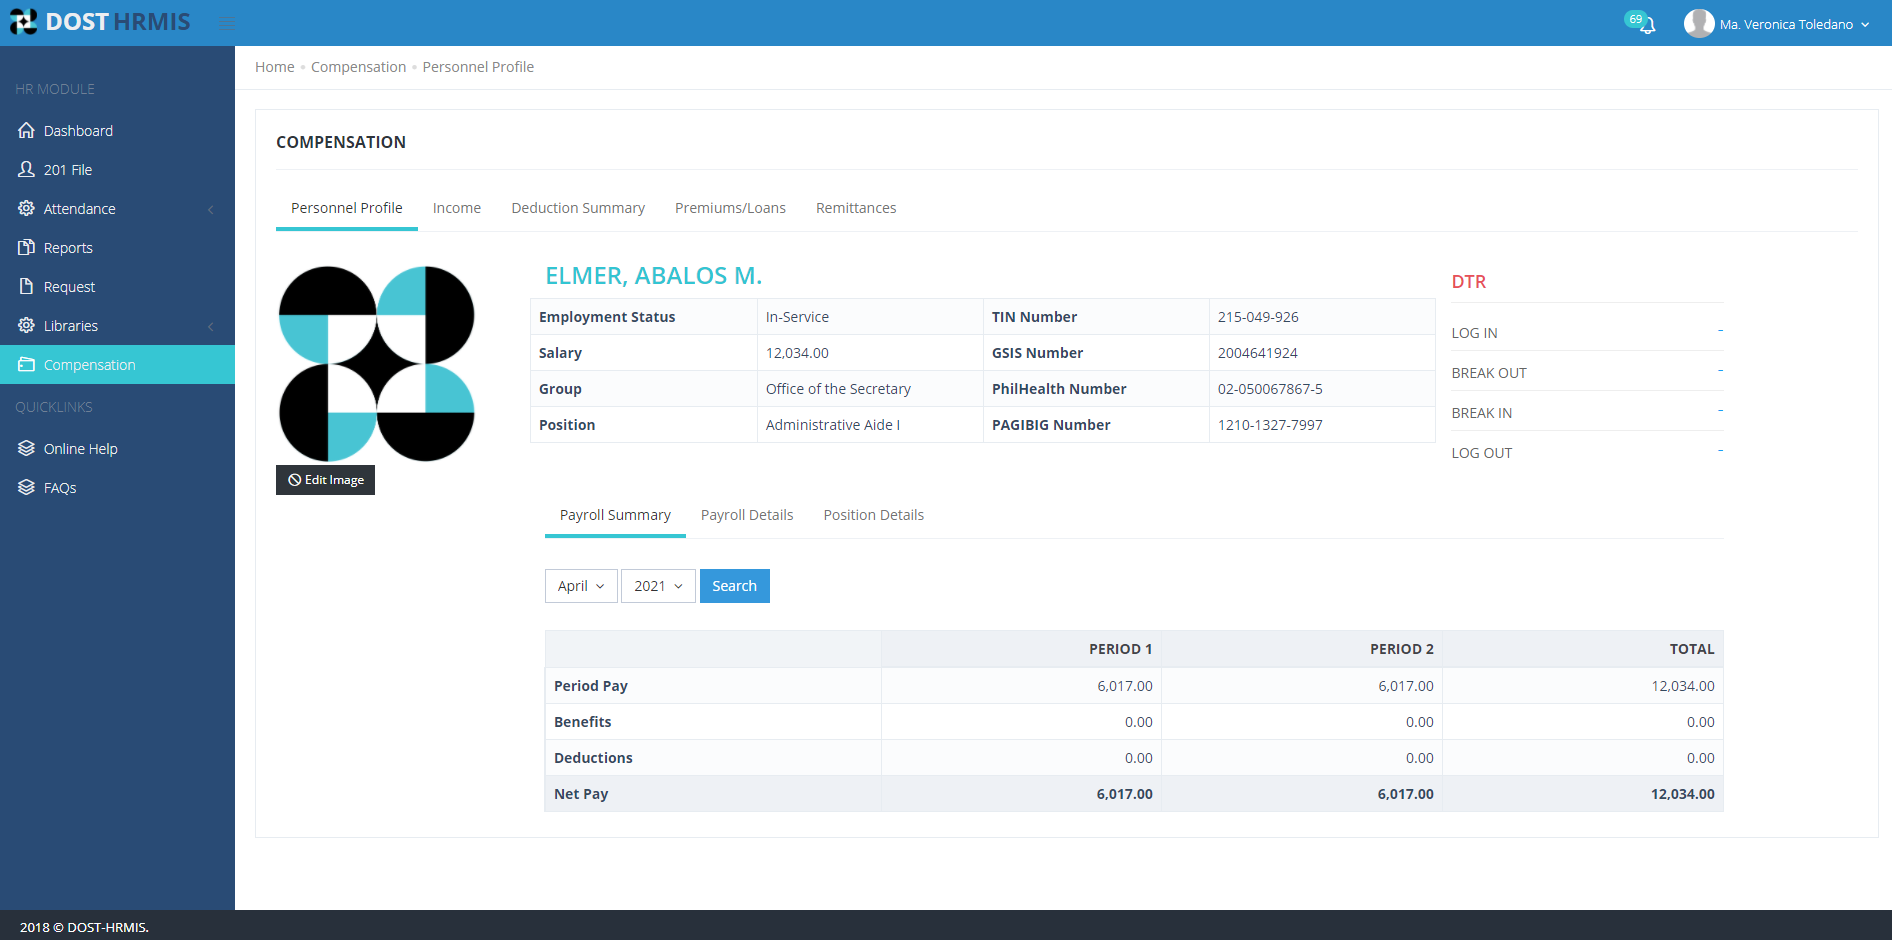 DOST HRMIS
69
Ma. Veronica Toledano
Home • Compensation • Personnel Profile
HR MODULE
Dashboard
201 File
Attendance
Reports
Request
Libraries
Compensation
QUICKLINKS
Online Help
FAQs
COMPENSATION
Personnel Profile Income Deduction Summary Premiums/Loans Remittances
Edit Image
ELMER, ABALOS M.
Employment Status In-Service TIN Number 215-049-926
Salary 12,034.00 GSIS Number 2004641924
Group Office of the Secretary PhilHealth Number 02-050067867-5
Position Administrative Aide I PAGIBIG Number 1210-1327-7997
DTR
LOG IN -
BREAK OUT -
BREAK IN -
LOG OUT -
Payroll Summary Payroll Details Position Details
April 2021 Search
PERIOD 1 PERIOD 2 TOTAL
Period Pay 6,017.00 6,017.00 12,034.00
Benefits 0.00 0.00 0.00
Deductions 0.00 0.00 0.00
Net Pay 6,017.00 6,017.00 12,034.00
2018 © DOST-HRMIS.